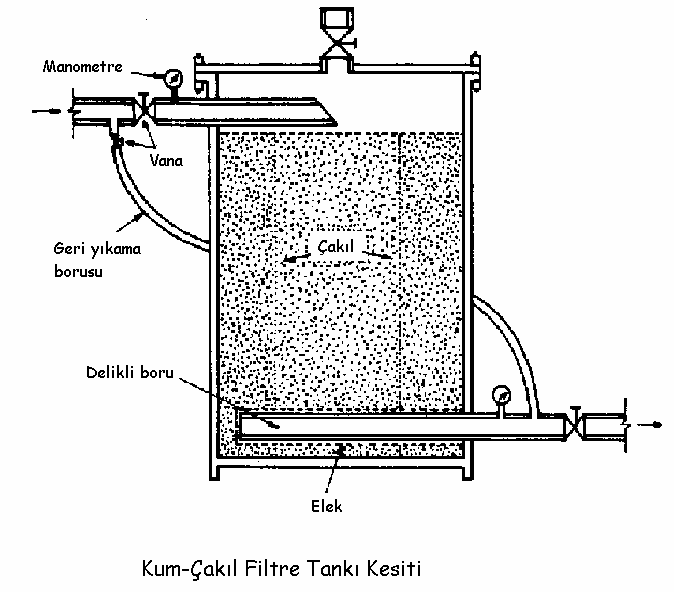 Manometre
Vana
Geri yıkama
borusu
Çakıl
Delikli boru
Elek
Kum-Çakıl Filtre Tankı Kesiti